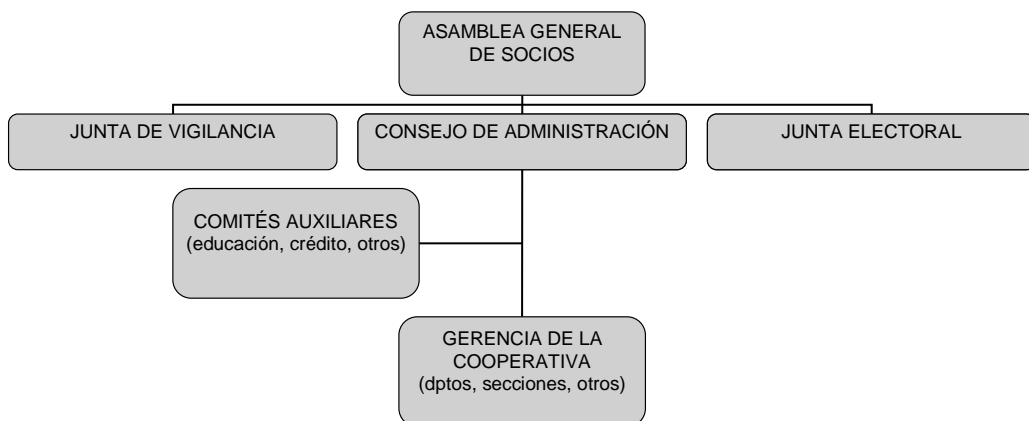 ASAMBLEA GENERAL
DE SOCIOS
JUNTA DE VIGILANCIA
CONSEJO DE ADMINISTRACIÓN
JUNTA ELECTORAL
COMITÉS AUXILIARES
(educación, crédito, otros)
GERENCIA DE LA
COOPERATIVA
(dptos, secciones, otros)